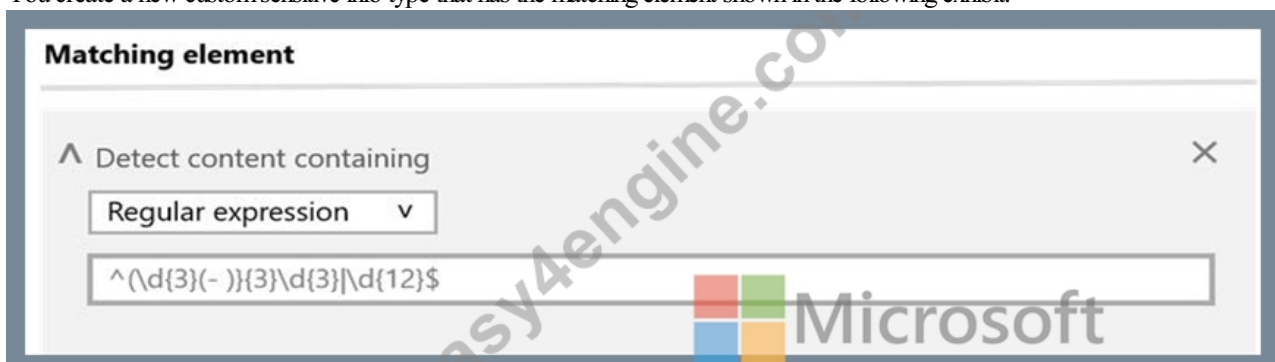 You create a new custom sensitive info type that has the matching element shown in the following exhibit.
Matching element
^ Detect content containing
×
Regular expression v
^(\d{3}(- )}{3}\d{3}|\d{12}$
Microsoft